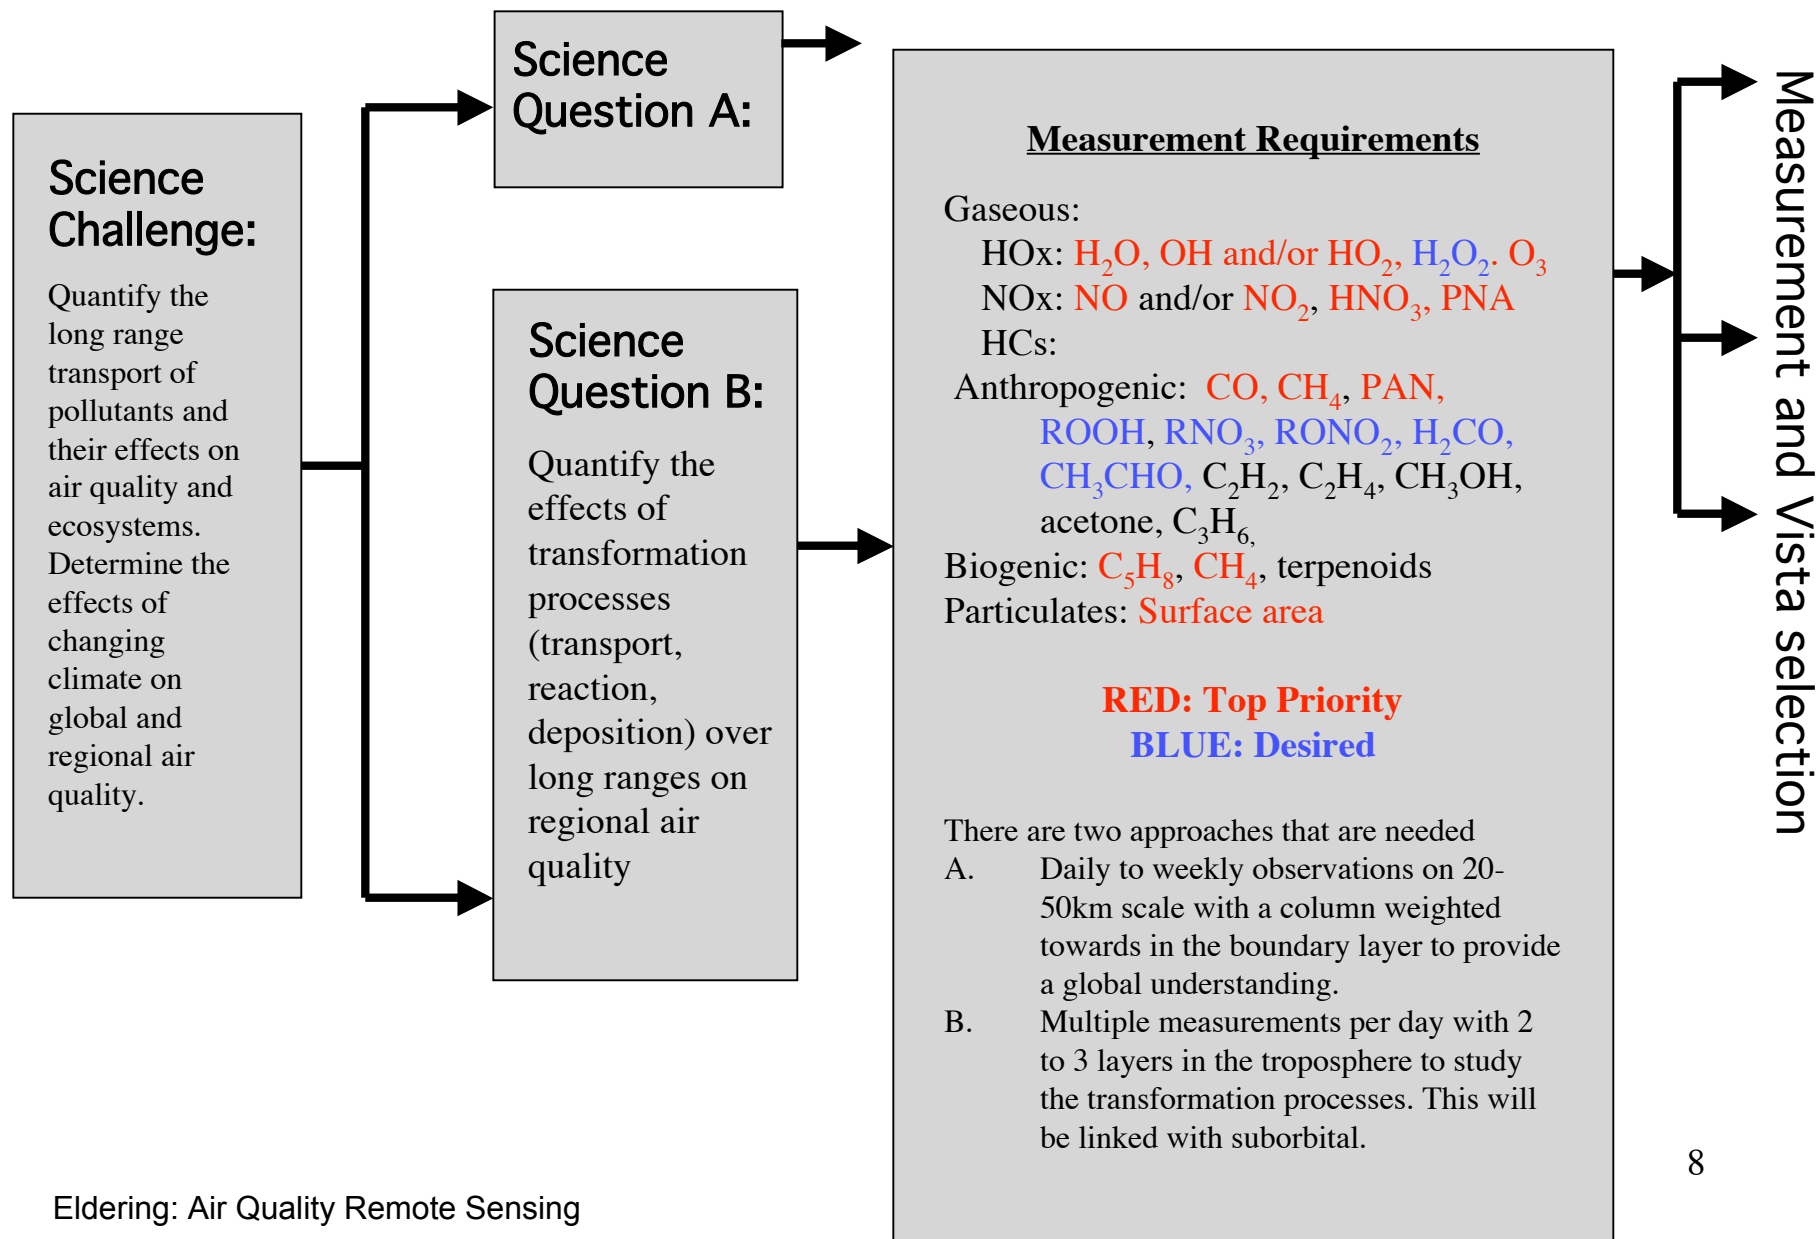 Science
Challenge:
Quantify the
long range
transport of
pollutants and
their effects on
air quality and
ecosystems.
Determine the
effects of
changing
climate on
global and
regional air
quality.
Science
Question A:
Science
Question B:
Quantify the
effects of
transformation
processes
(transport,
reaction,
deposition) over
long ranges on
regional air
quality
Measurement Requirements
Gaseous:
HOx: H₂O, OH and/or HO₂, H₂O₂. O₃
NOx: NO and/or NO₂, HNO₃, PNA
HCs:
Anthropogenic: CO, CH₄, PAN,
ROOH, RNO₃, RONO₂, H₂CO,
CH₃CHO, C₂H₂, C₂H₄, CH₃OH,
acetone, C₃H₆,
Biogenic: C₅H₈, CH₄, terpenoids
Particulates: Surface area
RED: Top Priority
BLUE: Desired
There are two approaches that are needed
A. Daily to weekly observations on 20-
50km scale with a column weighted
towards in the boundary layer to provide
a global understanding.
B. Multiple measurements per day with 2
to 3 layers in the troposphere to study
the transformation processes. This will
be linked with suborbital.
Measurement and Vista selection
8
Eldering: Air Quality Remote Sensing